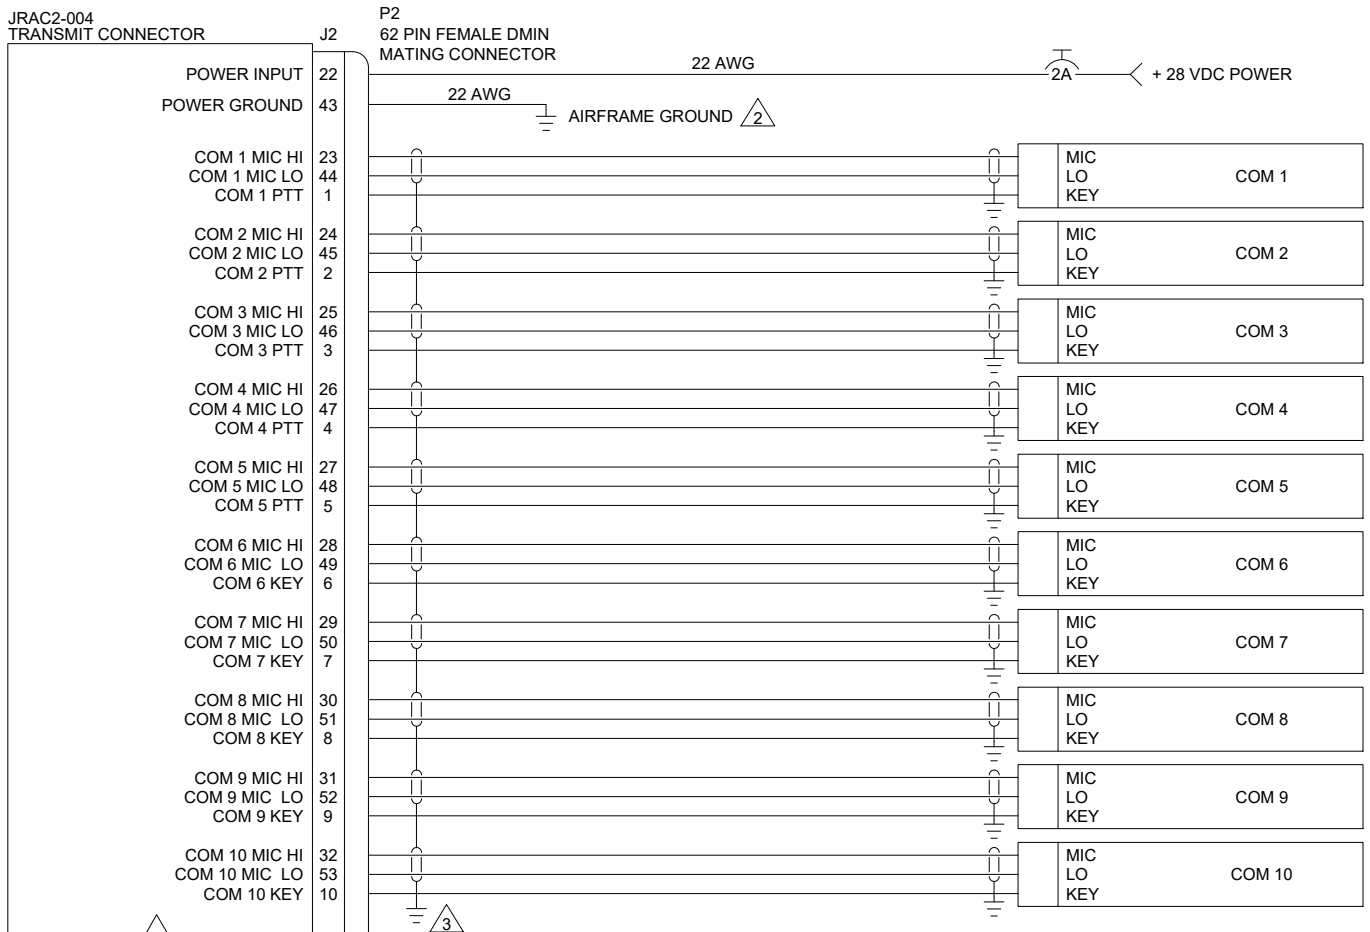 JRAC2-004
TRANSMIT CONNECTOR J2
P2
62 PIN FEMALE DMIN
MATING CONNECTOR
POWER INPUT 22 22 AWG 2A + 28 VDC POWER
POWER GROUND 43 22 AWG AIRFRAME GROUND 2
COM 1 MIC HI 23 MIC
COM 1 MIC LO 44 LO COM 1
COM 1 PTT 1 KEY
COM 2 MIC HI 24 MIC
COM 2 MIC LO 45 LO COM 2
COM 2 PTT 2 KEY
COM 3 MIC HI 25 MIC
COM 3 MIC LO 46 LO COM 3
COM 3 PTT 3 KEY
COM 4 MIC HI 26 MIC
COM 4 MIC LO 47 LO COM 4
COM 4 PTT 4 KEY
COM 5 MIC HI 27 MIC
COM 5 MIC LO 48 LO COM 5
COM 5 PTT 5 KEY
COM 6 MIC HI 28 MIC
COM 6 MIC LO 49 LO COM 6
COM 6 KEY 6 KEY
COM 7 MIC HI 29 MIC
COM 7 MIC LO 50 LO COM 7
COM 7 KEY 7 KEY
COM 8 MIC HI 30 MIC
COM 8 MIC LO 51 LO COM 8
COM 8 KEY 8 KEY
COM 9 MIC HI 31 MIC
COM 9 MIC LO 52 LO COM 9
COM 9 KEY 9 KEY
COM 10 MIC HI 32 MIC
COM 10 MIC LO 53 LO COM 10
COM 10 KEY 10 KEY
3